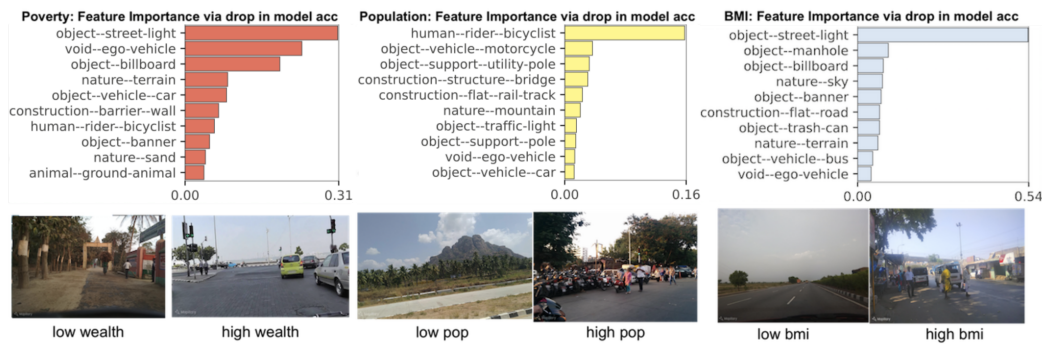 Poverty: Feature Importance via drop in model acc
object--street-light
void--ego-vehicle
object--billboard
nature--terrain
object--vehicle--car
construction--barrier--wall
human--rider--bicyclist
object--banner
nature--sand
animal--ground-animal
0.00 0.31
Population: Feature Importance via drop in model acc
human--rider--bicyclist
object--vehicle--motorcycle
object--support--utility-pole
construction--structure--bridge
construction--flat--rail-track
nature--mountain
object--traffic-light
object--support--pole
void--ego-vehicle
object--vehicle--car
0.00 0.16
BMI: Feature Importance via drop in model acc
object--street-light
object--manhole
object--billboard
nature--sky
object--banner
construction--flat--road
object--trash-can
nature--terrain
object--vehicle--bus
void--ego-vehicle
0.00 0.54
low wealth
high wealth
low pop
high pop
low bmi
high bmi